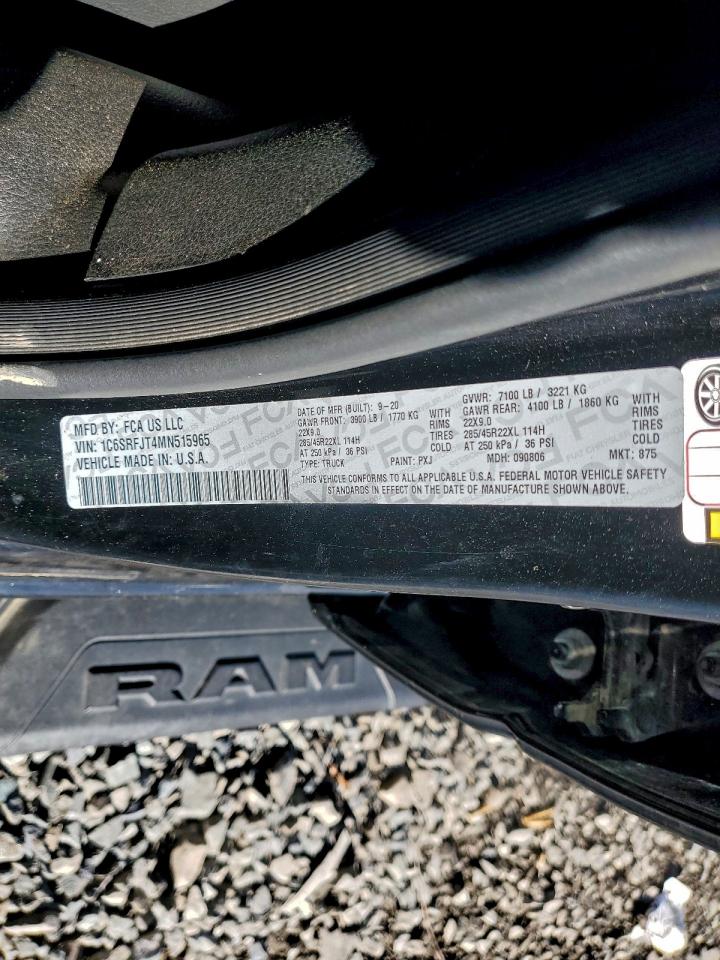 MFD BY: FCA US LLC
VIN: 1C6SRFJT4MN515965
VEHICLE MADE IN: U.S.A.
DATE OF MFR (BUILT): 9-20
GAWR FRONT: 3900 LB / 1770 KG WITH
22X9.0 RIMS
285/45R22XL 114H TIRES
AT 250 kPa / 36 PSI COLD
TYPE: TRUCK PAINT: PXJ
GVWR: 7100 LB / 3221 KG
GAWR REAR: 4100 LB / 1860 KG WITH
22X9.0 RIMS
285/45R22XL 114H TIRES
AT 250 kPa / 36 PSI COLD
MDH: 090806 MKT: 875
THIS VEHICLE CONFORMS TO ALL APPLICABLE U.S.A. FEDERAL MOTOR VEHICLE SAFETY
STANDARDS IN EFFECT ON THE DATE OF MANUFACTURE SHOWN ABOVE.
RAM